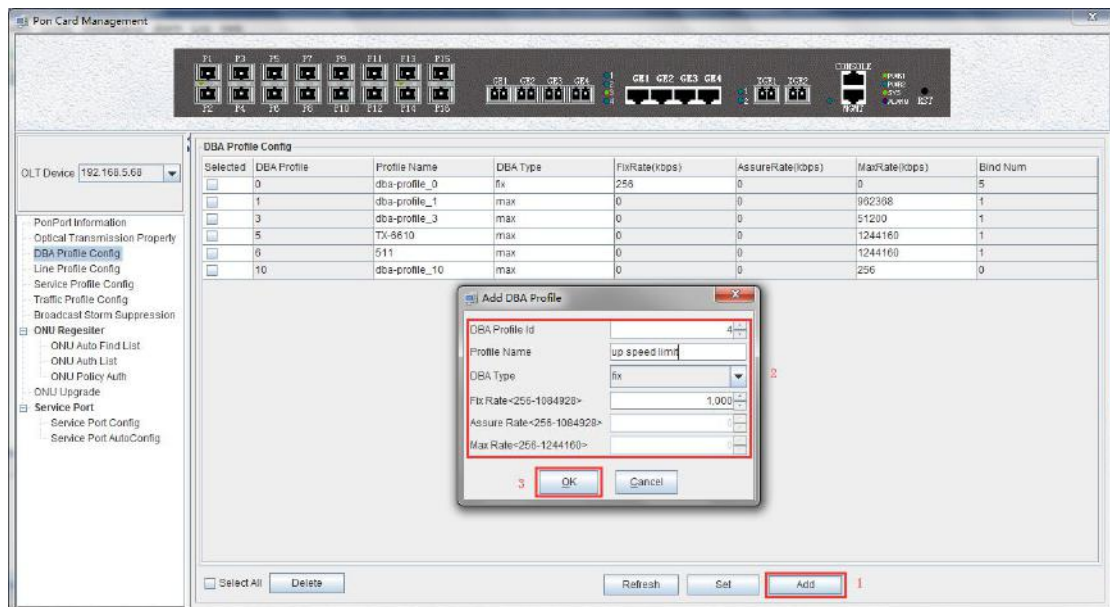 Pon Card Management
P1 P3 P5 P7 P9 P11 P13 P15
GE1 GE2 GE3 GE4
GE1 GE2 GE3 GE4
CONSOLE
PON1
PON2
SYS
ALARM
RST
P2 P4 P6 P8 P10 P12 P14 P16
MGMT
OLT Device 192.168.5.68
PonPort Information
Optical Transmission Property
DBA Profile Config
Line Profile Config
Service Profile Config
Traffic Profile Config
Broadcast Storm Suppression
ONU Regesiter
ONU Auto Find List
ONU Auth List
ONU Policy Auth
ONU Upgrade
Service Port
Service Port Config
Service Port AutoConfig
DBA Profile Config
Selected DBA Profile Profile Name DBA Type FixRate(kbps) AssureRate(kbps) MaxRate(kbps) Bind Num
0 dba-profile_0 fix 256 0 0 5
1 dba-profile_1 max 0 0 962368 1
3 dba-profile_3 max 0 0 51200 1
5 TX-6610 max 0 0 1244160 1
6 511 max 0 0 1244160 1
10 dba-profile_10 max 0 0 256 0
Add DBA Profile
DBA Profile Id 4
Profile Name up speed limit
DBA Type fix
2
Fix Rate<256-1084928> 1,000
Assure Rate<256-1084928> 0
Max Rate<256-1244160> 0
3 OK Cancel
Select All Delete Refresh Set Add 1